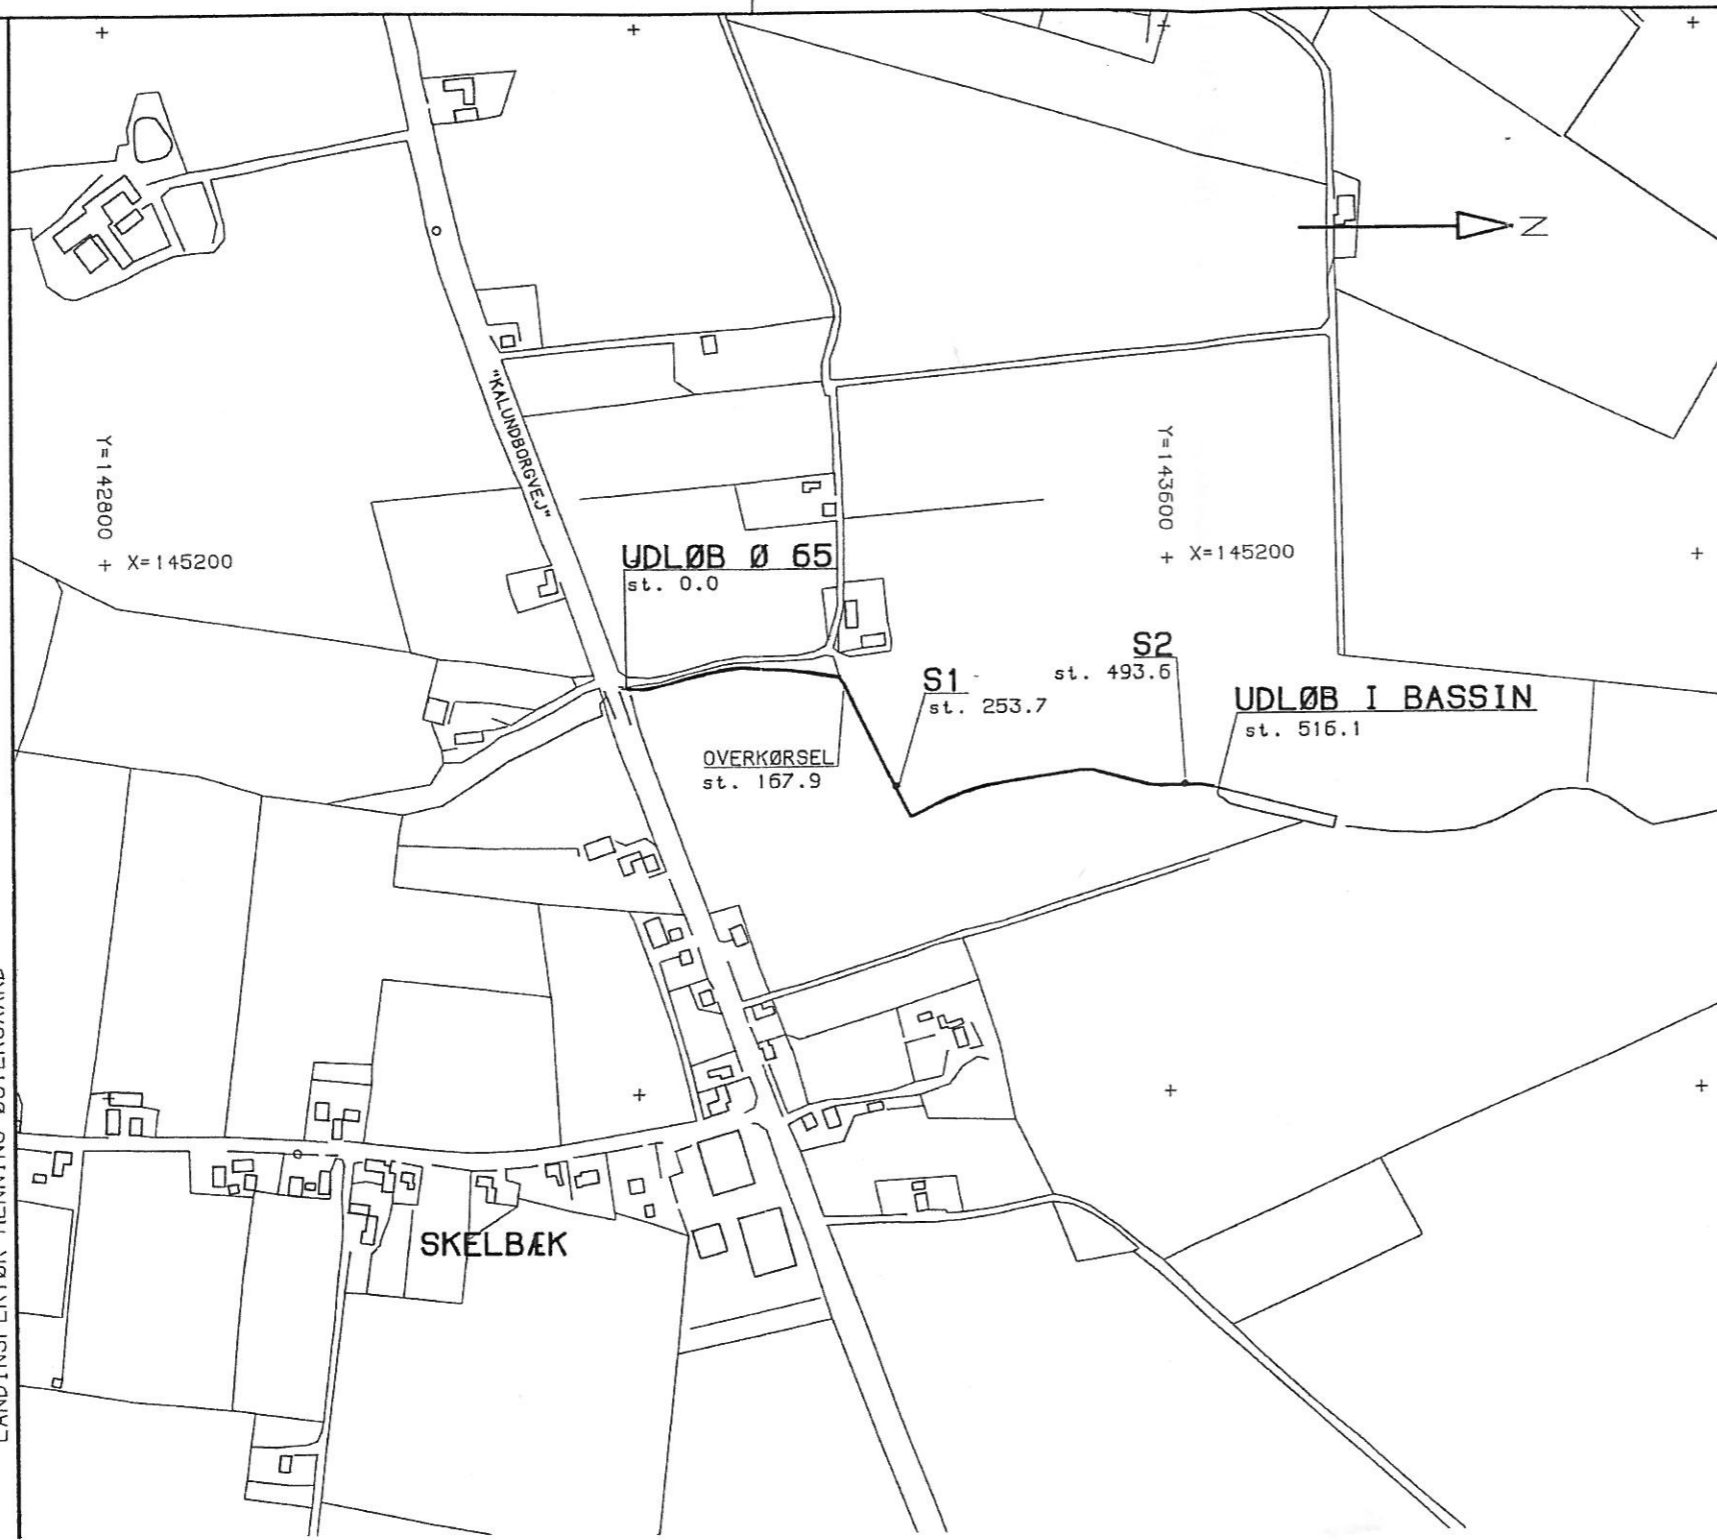 N
"KALUNDBORGVEJ"
Y=142800
X=145200
Y=143600
X=145200
UDLØB Ø 65
st. 0.0
S2
st. 493.6
S1
st. 253.7
UDLØB I BASSIN
st. 516.1
OVERKØRSEL
st. 167.9
SKELBÆK